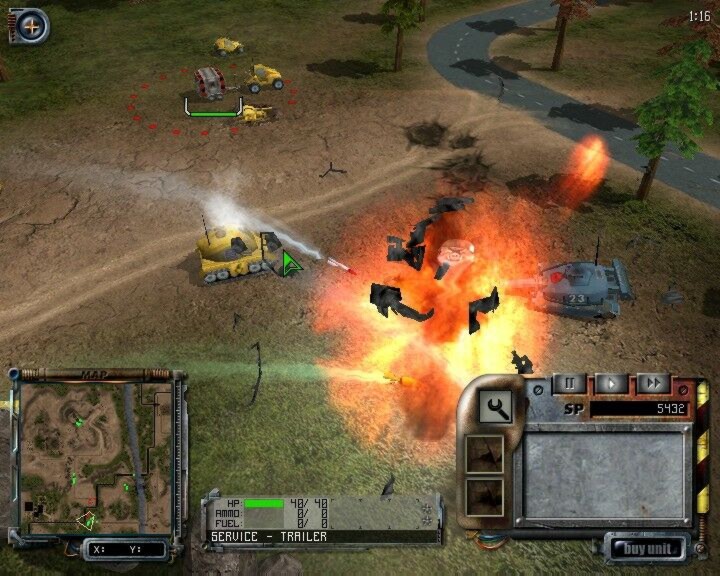 1:16
23
MAP
SP 5432
HP: 40/ 40
AMMO: 0/ 0
FUEL: 0/ 0
SERVICE - TRAILER
X: Y:
buy unit